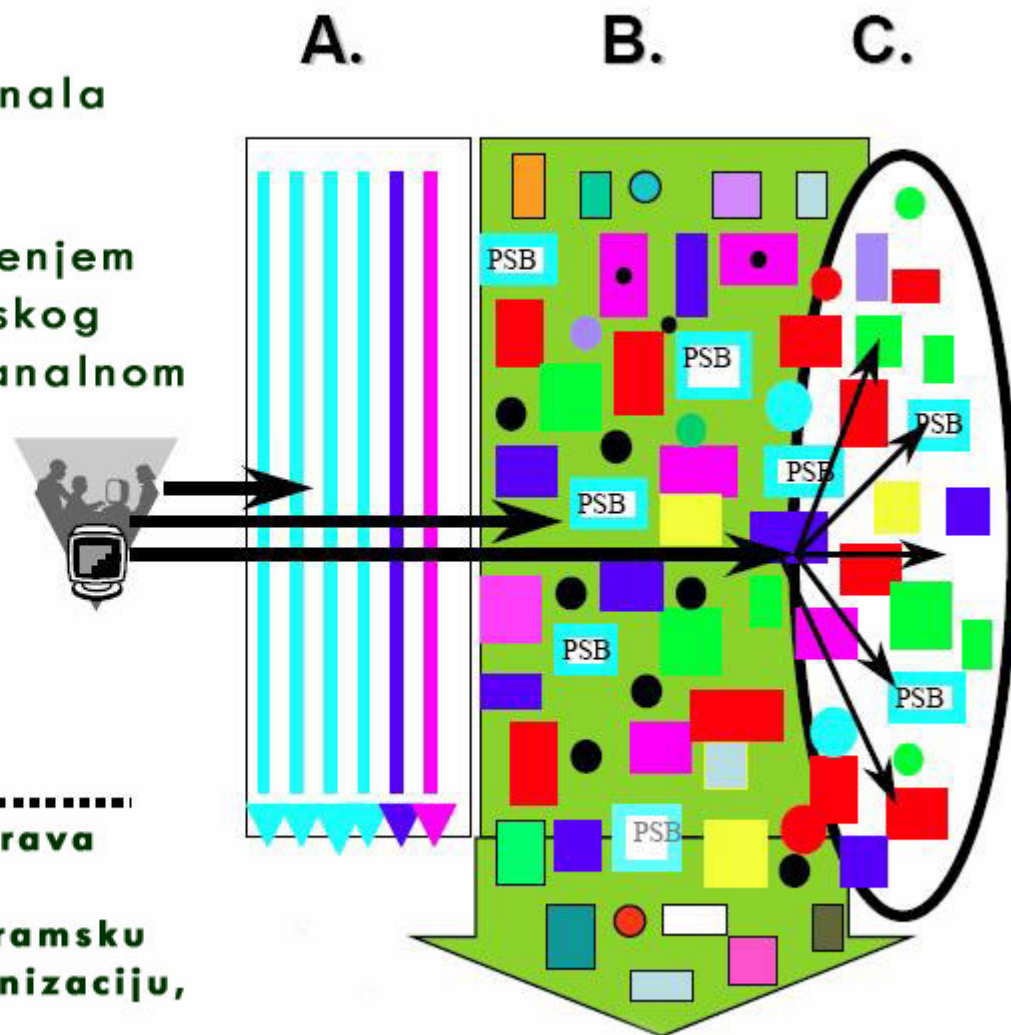 A. B. C.
nala
enjem
skog
analnom
rava
ramsku
nizaciju,
PSB
PSB
PSB
PSB
PSB
PSB
PSB
PSB